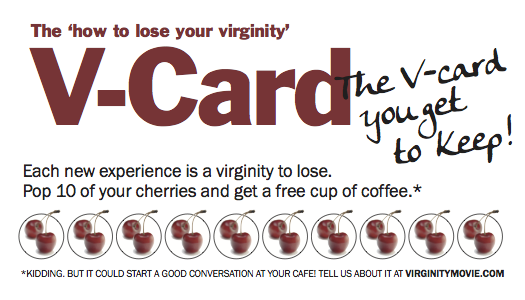 The 'how to lose your virginity'
V-Card
The V-card
you get
to keep!
Each new experience is a virginity to lose.
Pop 10 of your cherries and get a free cup of coffee.*
*KIDDING. BUT IT COULD START A GOOD CONVERSATION AT YOUR CAFE! TELL US ABOUT IT AT VIRGINITYMOVIE.COM